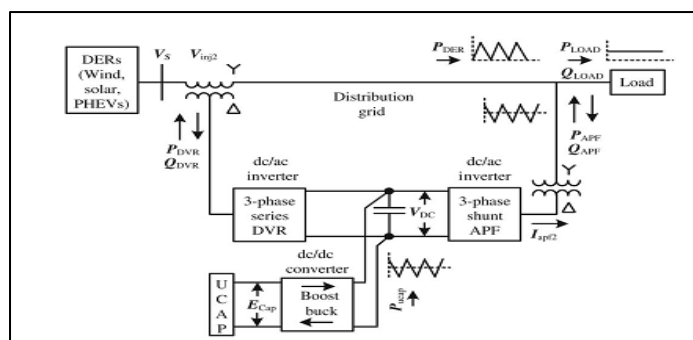 DERs
(Wind,
solar,
PHEVs)
V_S
V_inj2
Y
Δ
P_DER
P_LOAD
Q_LOAD
Load
Distribution
grid
P_DVR
Q_DVR
P_APF
Q_APF
Y
Δ
dc/ac
inverter
3-phase
series
DVR
V_DC
dc/ac
inverter
3-phase
shunt
APF
I_apf2
dc/dc
converter
UCAP
E_Cap
Boost
buck
P_ucap